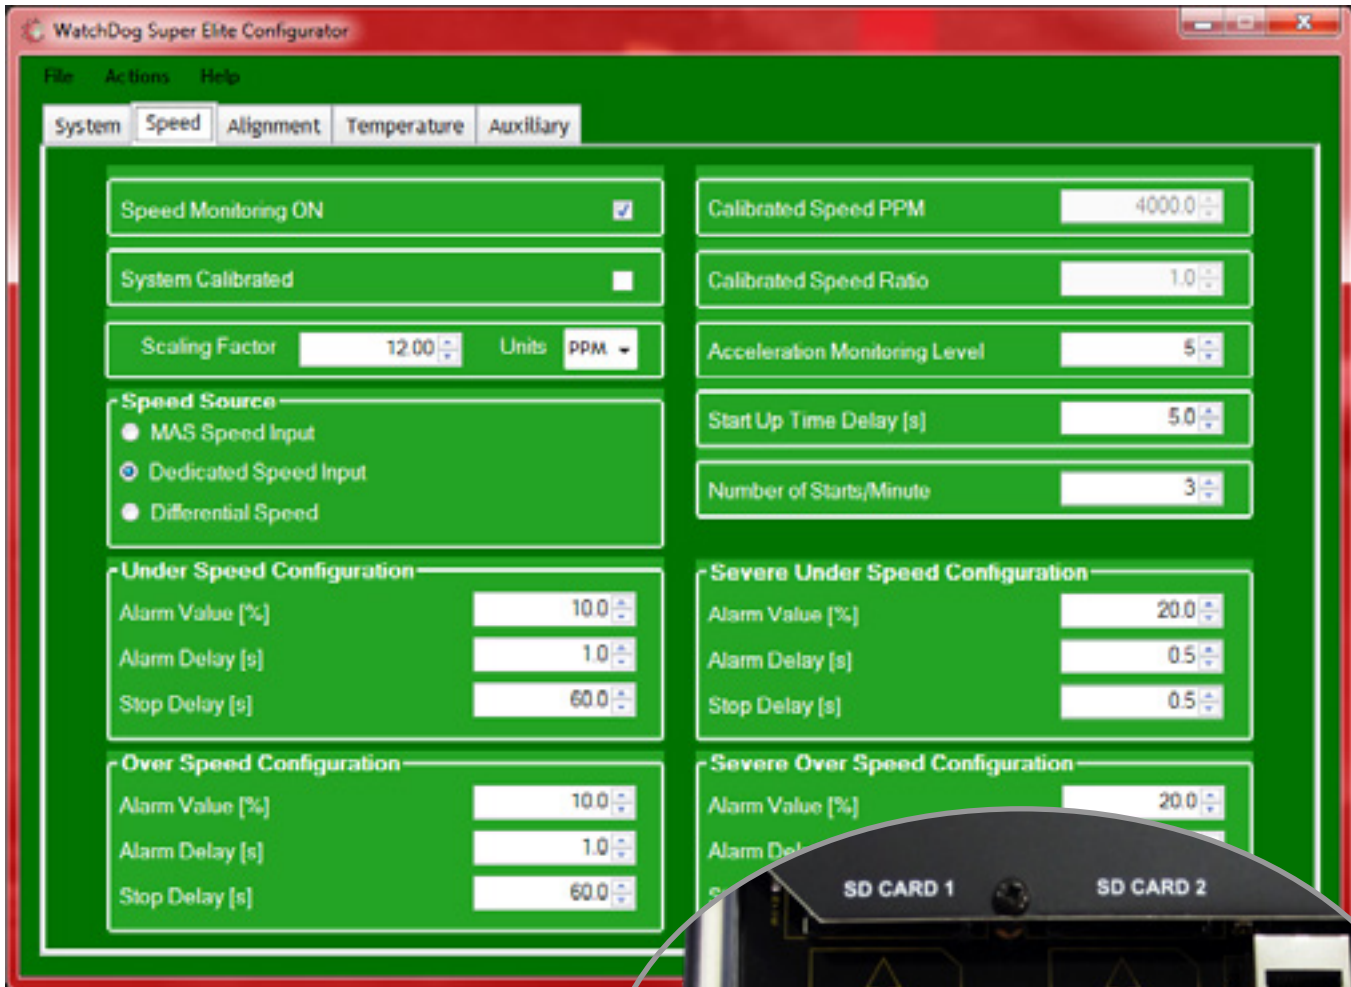 WatchDog Super Elite Configurator
File Actions Help
System Speed Alignment Temperature Auxiliary
Speed Monitoring ON
System Calibrated
Scaling Factor 12.00 Units PPM
Speed Source
MAS Speed Input
Dedicated Speed Input
Differential Speed
Calibrated Speed PPM 4000.0
Calibrated Speed Ratio 1.0
Acceleration Monitoring Level 5
Start Up Time Delay [s] 5.0
Number of Starts/Minute 3
Under Speed Configuration
Alarm Value [%] 10.0
Alarm Delay [s] 1.0
Stop Delay [s] 60.0
Severe Under Speed Configuration
Alarm Value [%] 20.0
Alarm Delay [s] 0.5
Stop Delay [s] 0.5
Over Speed Configuration
Alarm Value [%] 10.0
Alarm Delay [s] 1.0
Stop Delay [s] 60.0
Severe Over Speed Configuration
Alarm Value [%] 20.0
Alarm
SD CARD 1 SD CARD 2